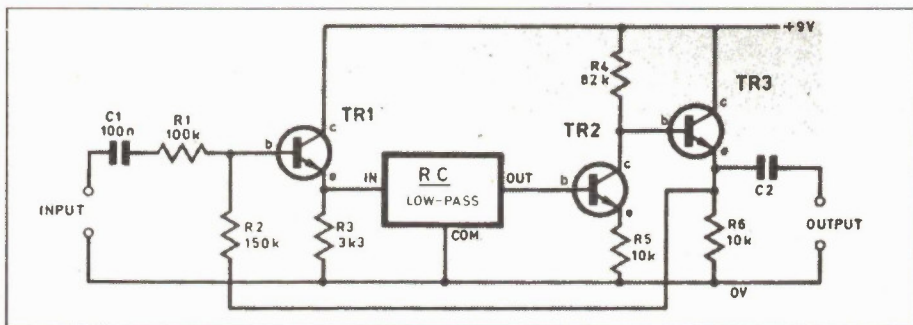 +9V
R4
82k
TR3
C1
100n
R1
100k
TR1
TR2
b
c
e
b
c
e
IN
RC
LOW-PASS
OUT
COM
b
c
e
C2
INPUT
R2
150k
R3
3k3
R5
10k
R6
10k
OUTPUT
0V